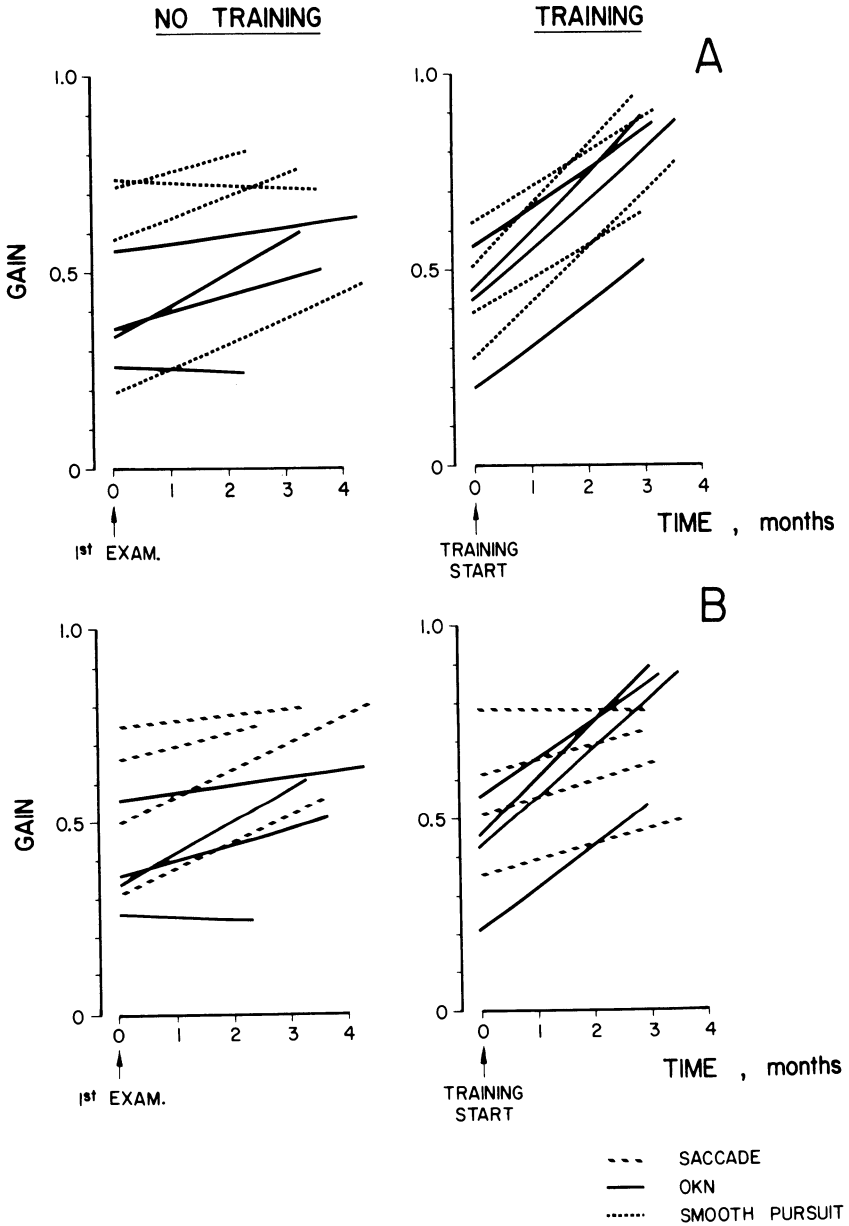 NO TRAINING
TRAINING
A
1.0
0.5
0
GAIN
0 1 2 3 4
1st EXAM.
1.0
0.5
0
0 1 2 3 4
TIME , months
TRAINING
START
B
1.0
0.5
0
GAIN
0 1 2 3 4
1st EXAM.
1.0
0.5
0
0 1 2 3 4
TIME , months
TRAINING
START
SACCADE
OKN
SMOOTH PURSUIT